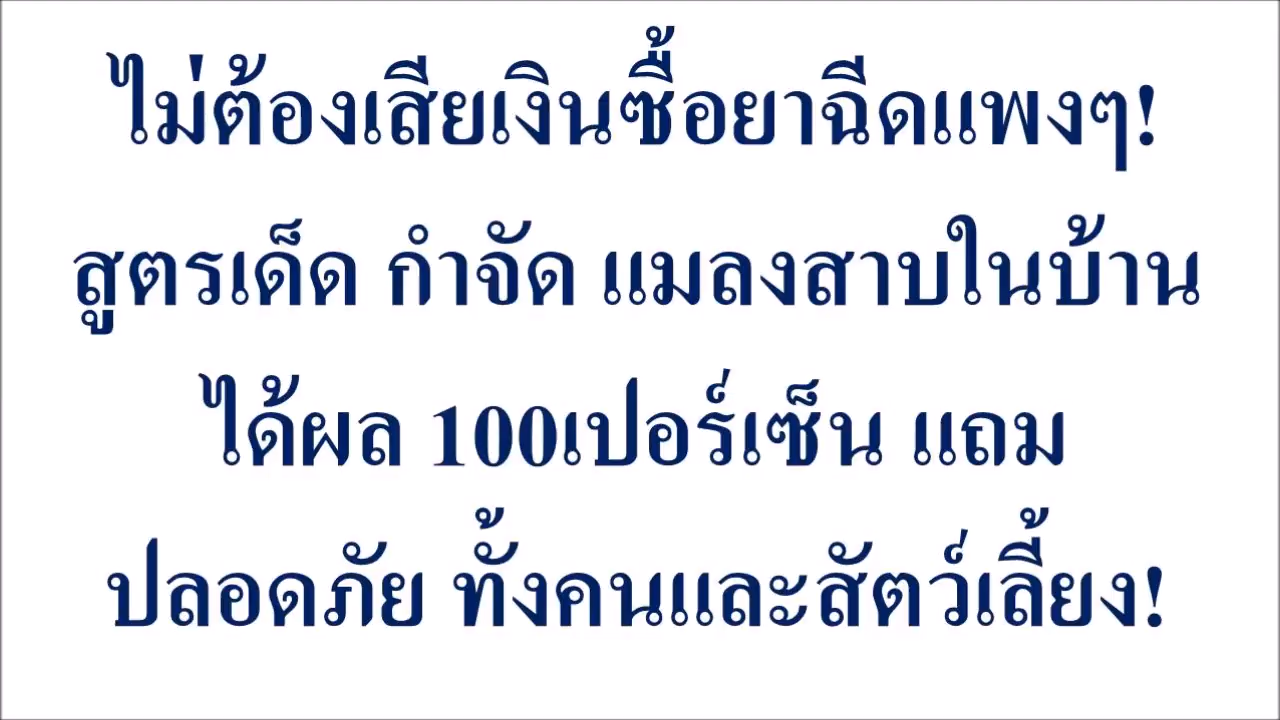 ไม่ต้องเสียเงินซื้อยาฉีดแพงๆ!
สูตรเด็ด กำจัด แมลงสาบในบ้าน
ได้ผล 100เปอร์เซ็น แถม
ปลอดภัย ทั้งคนและสัตว์เลี้ยง!